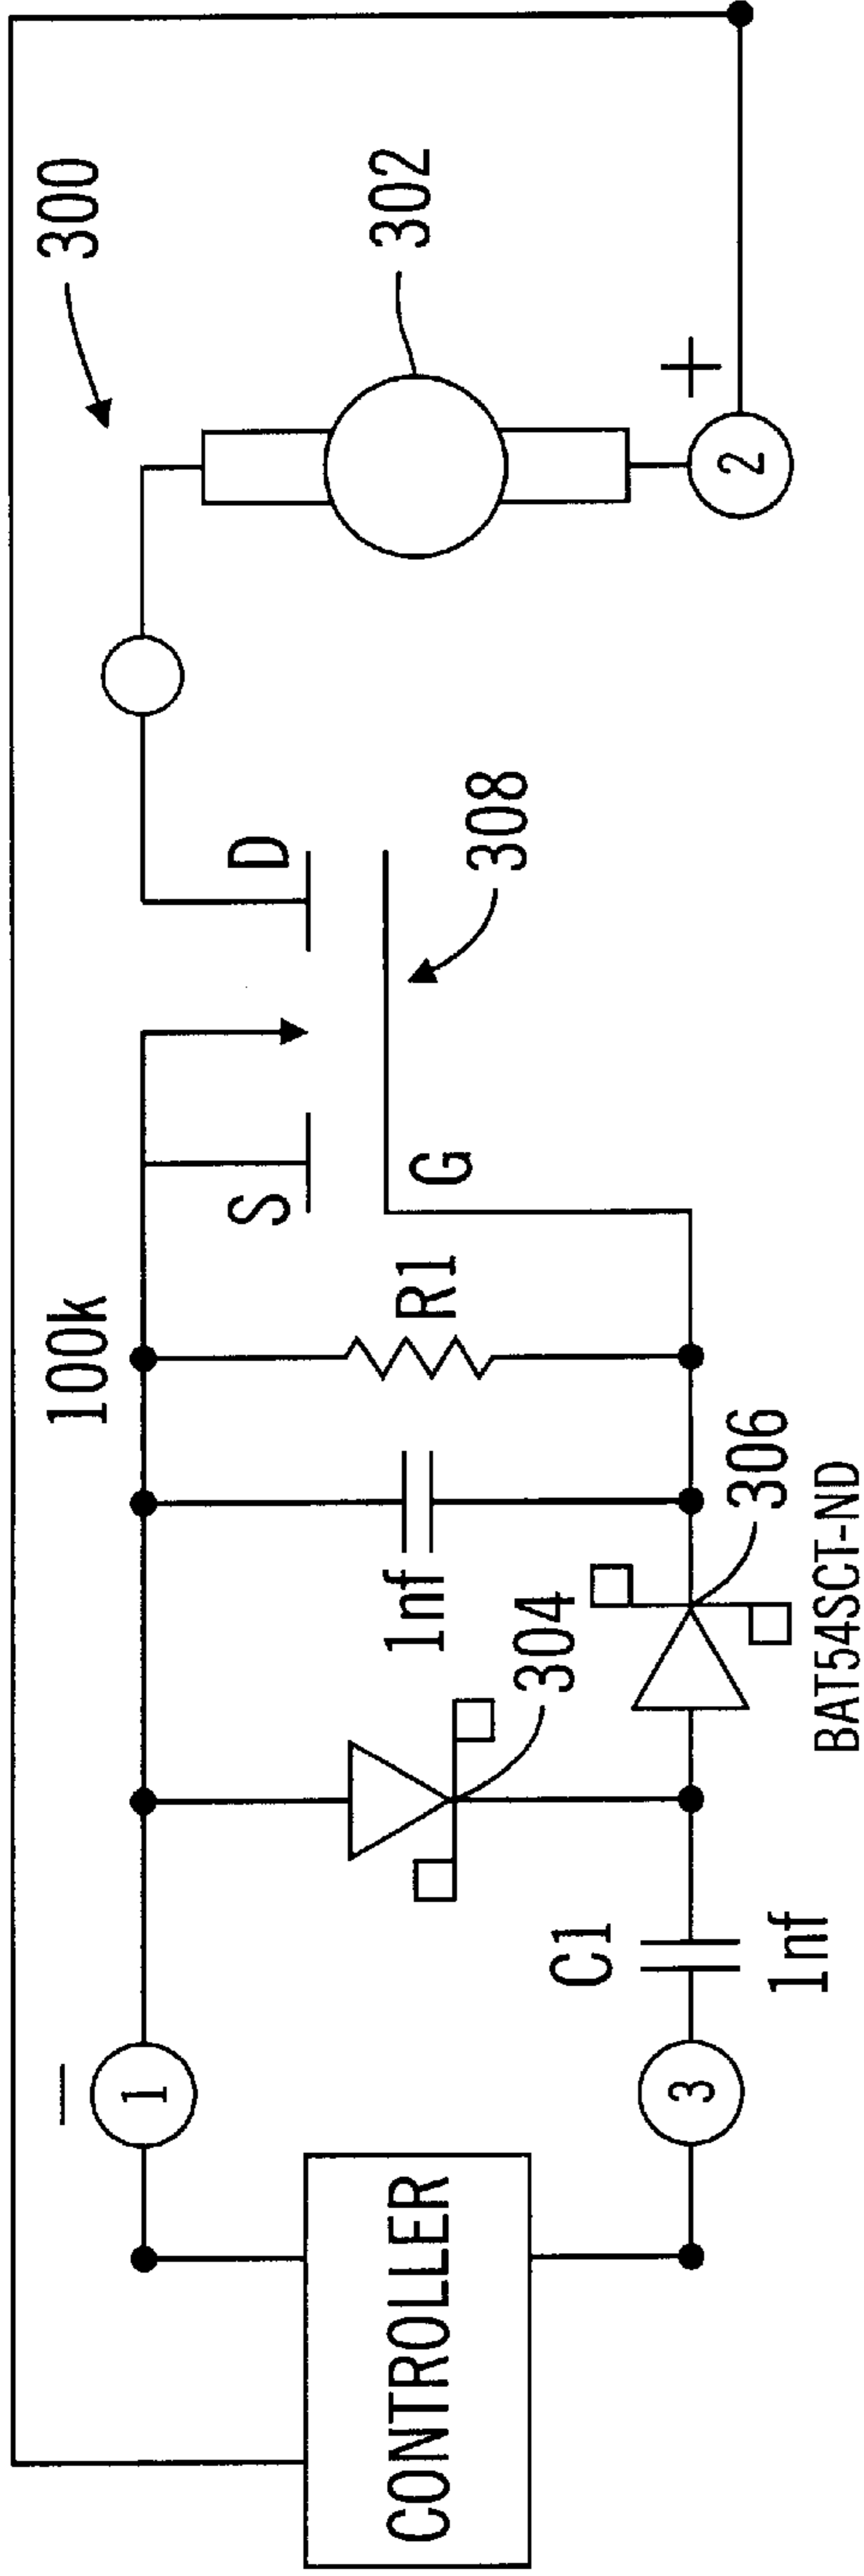 300
302
+
2
D
308
S
G
100k
R1
1nf
304
306
BAT54SCT-ND
C1
1nf
–
1
3
CONTROLLER